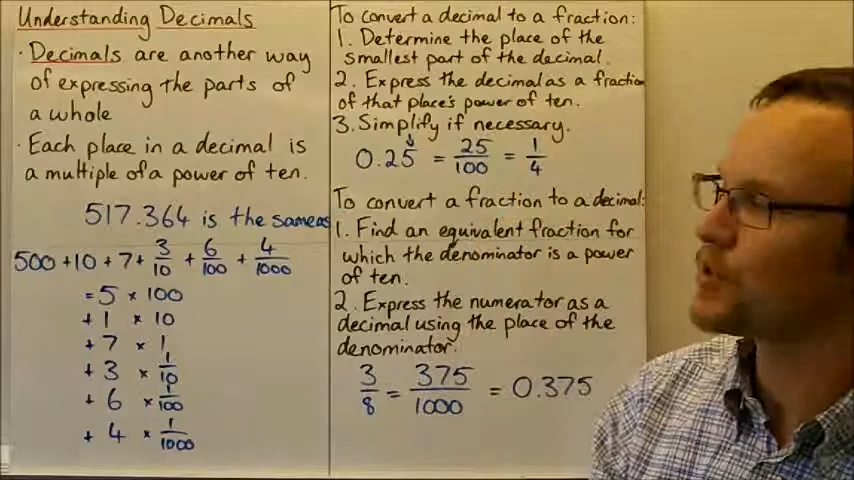 Understanding Decimals
· Decimals are another way
of expressing the parts of
a whole
· Each place in a decimal is
a multiple of a power of ten.
517.364 is the same as
500 + 10 + 7 + 3/10 + 6/100 + 4/1000
= 5 × 100
+ 1 × 10
+ 7 × 1
+ 3 × 1/10
+ 6 × 1/100
+ 4 × 1/1000
To convert a decimal to a fraction:
1. Determine the place of the
smallest part of the decimal.
2. Express the decimal as a fraction
of that place's power of ten.
3. Simplify if necessary.
0.25 = 25/100 = 1/4
To convert a fraction to a decimal:
1. Find an equivalent fraction for
which the denominator is a power
of ten.
2. Express the numerator as a
decimal using the place of the
denominator.
3/8 = 375/1000 = 0.375